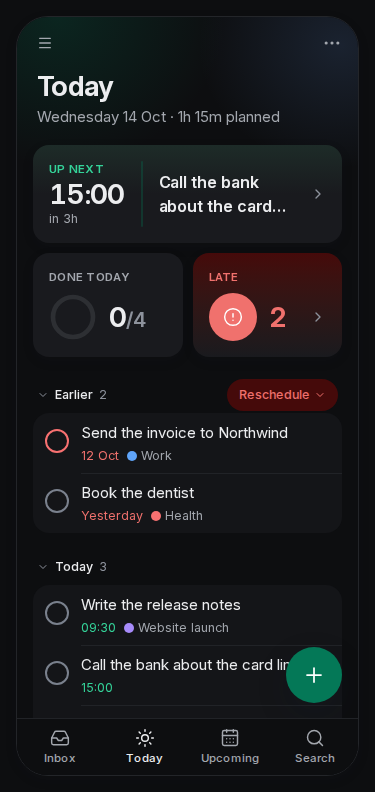 Today
Wednesday 14 Oct · 1h 15m planned
UP NEXT
15:00
in 3h
Call the bank
about the card…
DONE TODAY
0/4
LATE
2
Earlier 2
Reschedule
Send the invoice to Northwind
12 Oct Work
Book the dentist
Yesterday Health
Today 3
Write the release notes
09:30 Website launch
Call the bank about the card
15:00
Inbox
Today
Upcoming
Search